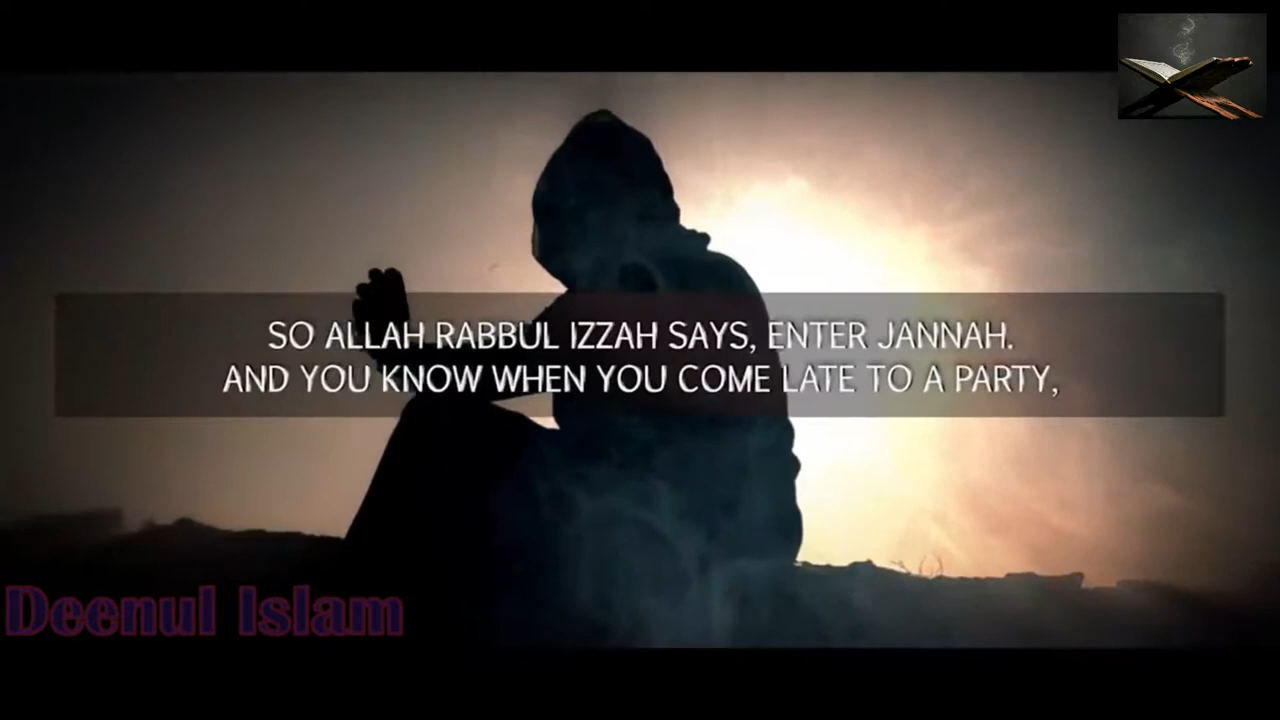 SO ALLAH RABBUL IZZAH SAYS, ENTER JANNAH.
AND YOU KNOW WHEN YOU COME LATE TO A PARTY,
Deenul Islam